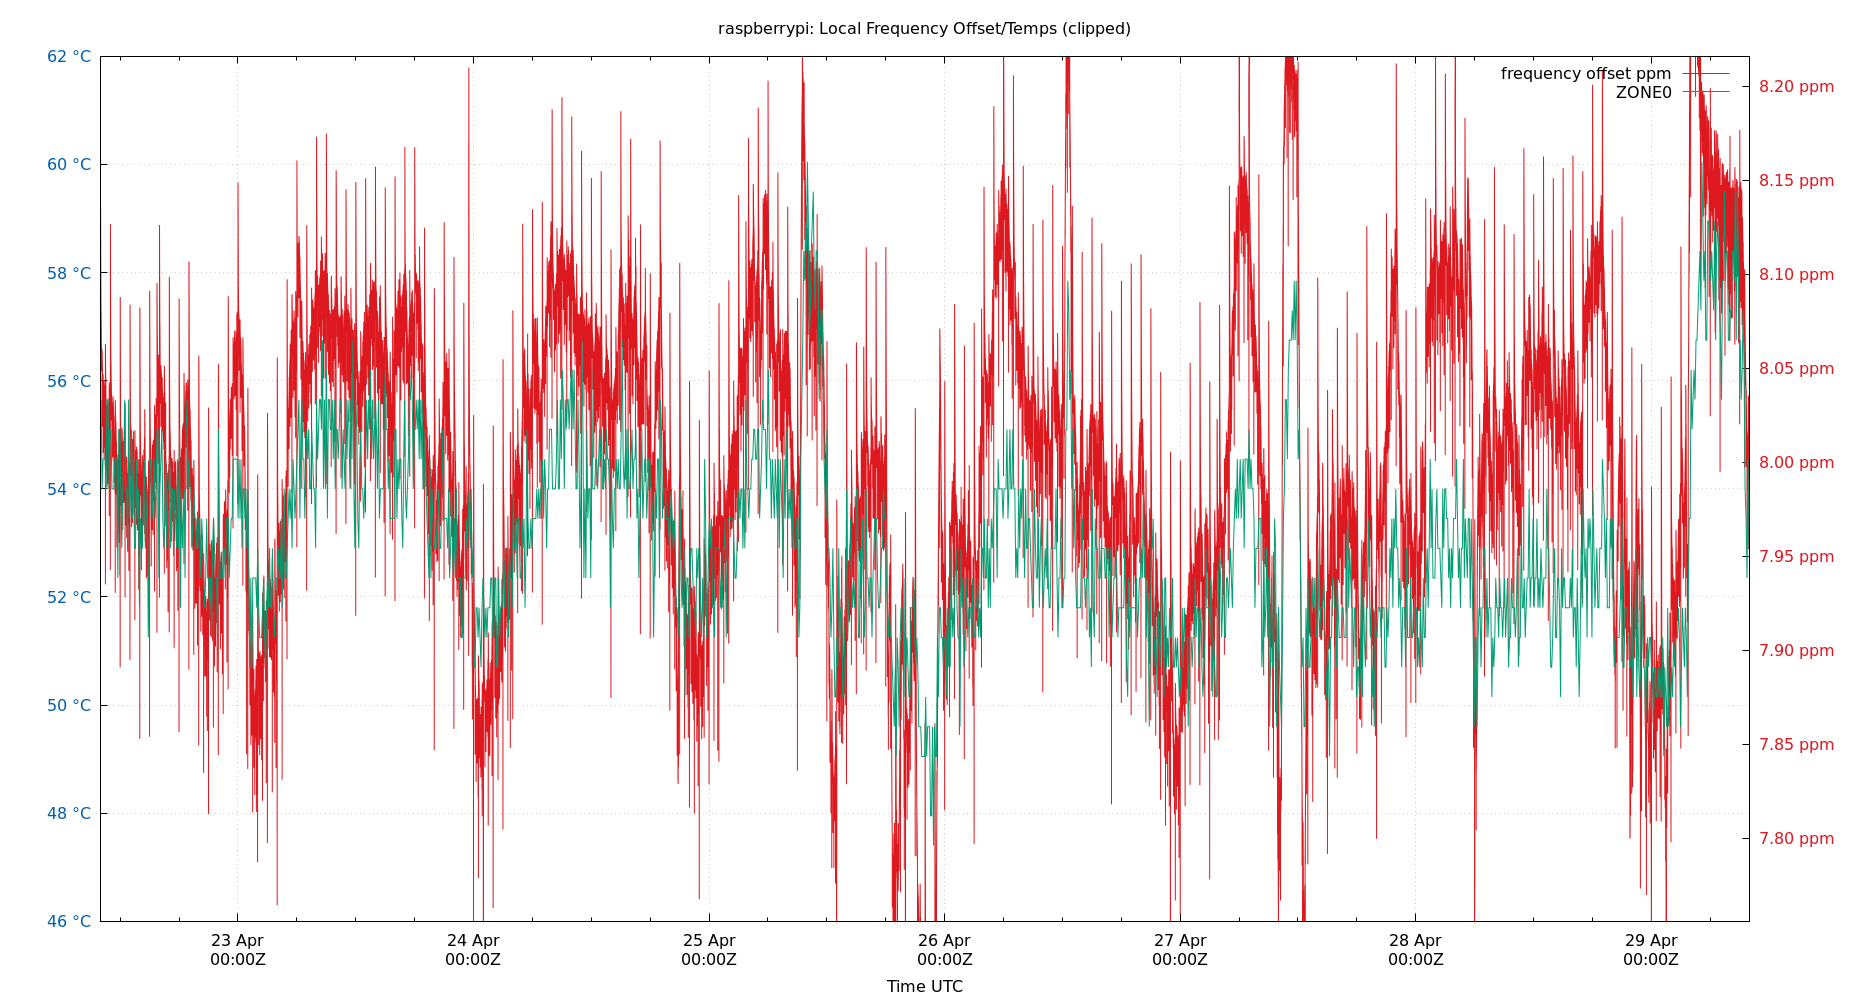 raspberrypi: Local Frequency Offset/Temps (clipped)
frequency offset ppm
ZONE0
62 °C
60 °C
58 °C
56 °C
54 °C
52 °C
50 °C
48 °C
46 °C
8.20 ppm
8.15 ppm
8.10 ppm
8.05 ppm
8.00 ppm
7.95 ppm
7.90 ppm
7.85 ppm
7.80 ppm
23 Apr
00:00Z
24 Apr
00:00Z
25 Apr
00:00Z
26 Apr
00:00Z
27 Apr
00:00Z
28 Apr
00:00Z
29 Apr
00:00Z
Time UTC